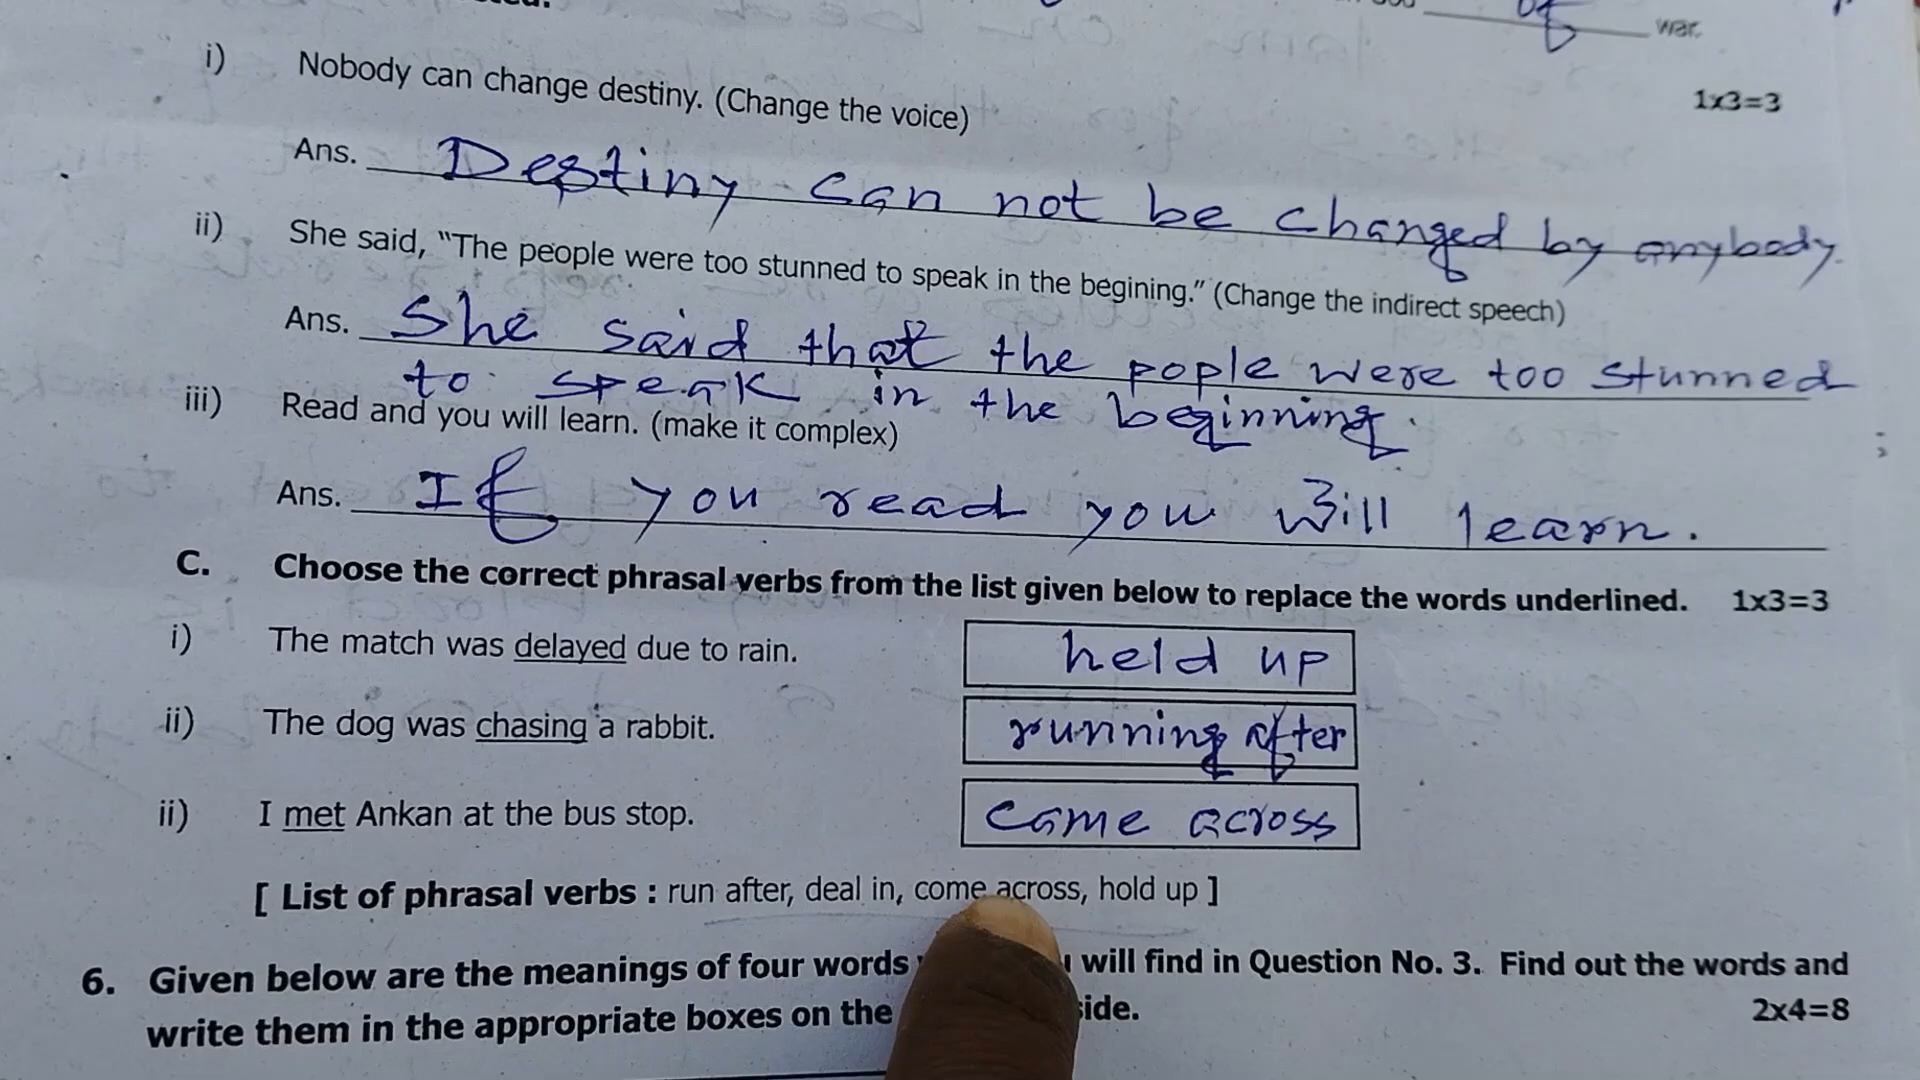 of war.
i) Nobody can change destiny. (Change the voice) 1x3=3
Ans. Destiny can not be changed by anybody.
ii) She said, "The people were too stunned to speak in the begining." (Change the indirect speech)
Ans. She said that the pople were too stunned
to speak in the beginning.
iii) Read and you will learn. (make it complex)
Ans. If you read you will learn.
C. Choose the correct phrasal verbs from the list given below to replace the words underlined. 1x3=3
i) The match was delayed due to rain. held up
ii) The dog was chasing a rabbit. running after
ii) I met Ankan at the bus stop. came across
[ List of phrasal verbs : run after, deal in, come across, hold up ]
6. Given below are the meanings of four words will find in Question No. 3. Find out the words and
write them in the appropriate boxes on the side. 2x4=8